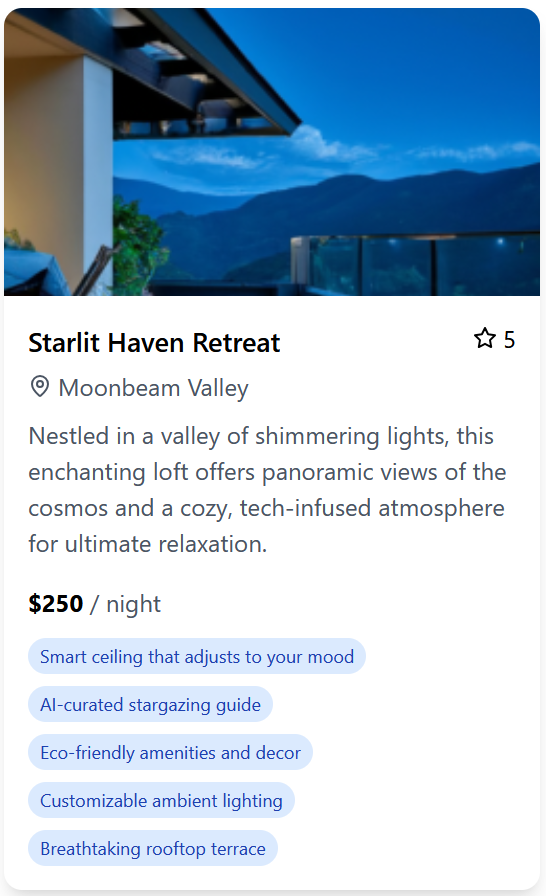 Starlit Haven Retreat
5
Moonbeam Valley
Nestled in a valley of shimmering lights, this
enchanting loft offers panoramic views of the
cosmos and a cozy, tech-infused atmosphere
for ultimate relaxation.
$250 / night
Smart ceiling that adjusts to your mood
AI-curated stargazing guide
Eco-friendly amenities and decor
Customizable ambient lighting
Breathtaking rooftop terrace